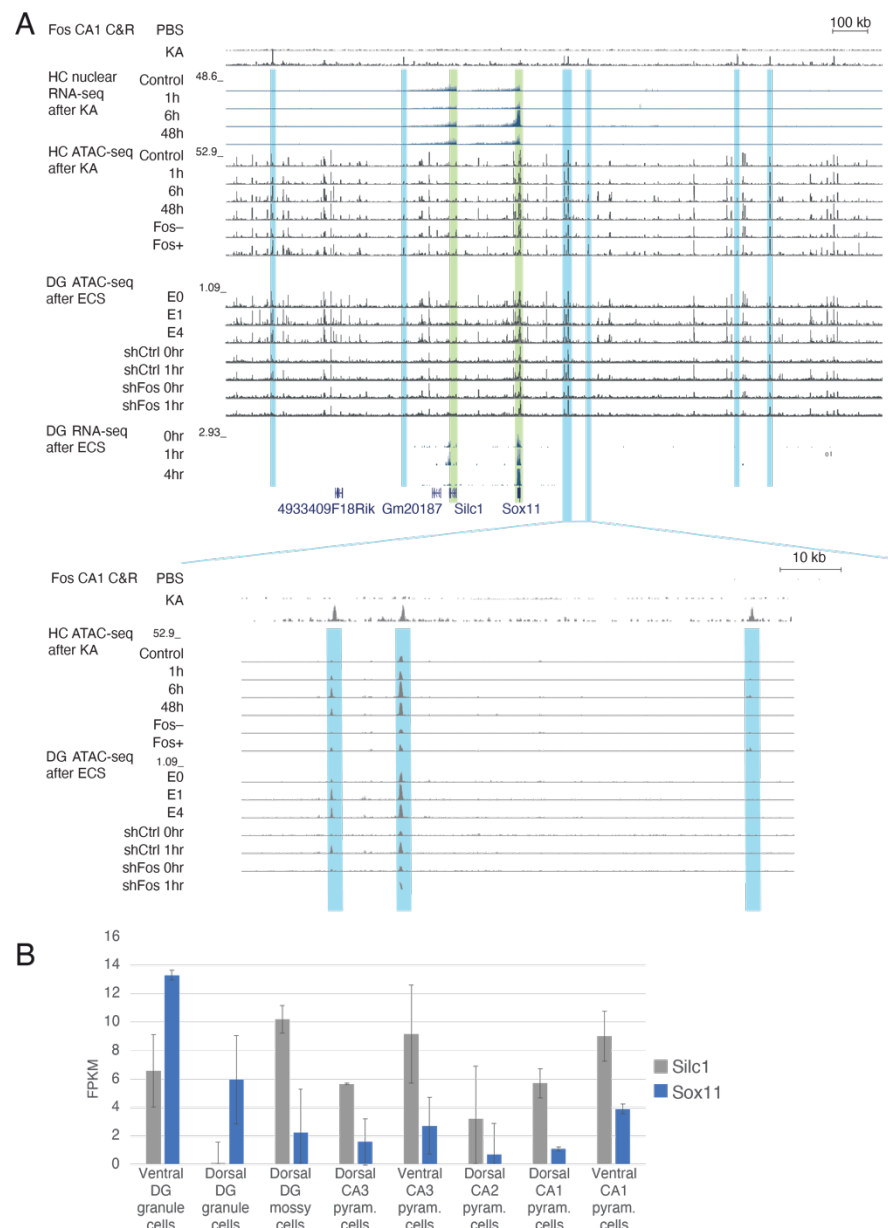 A
Fos CA1 C&R PBS
KA
100 kb
HC nuclear
RNA-seq
after KA
48.6_
Control
1h
6h
48h
HC ATAC-seq
after KA
52.9_
Control
1h
6h
48h
Fos–
Fos+
DG ATAC-seq
after ECS
1.09_
E0
E1
E4
shCtrl 0hr
shCtrl 1hr
shFos 0hr
shFos 1hr
DG RNA-seq
after ECS
2.93_
0hr
1hr
4hr
4933409F18Rik Gm20187 Silc1 Sox11
10 kb
Fos CA1 C&R PBS
KA
HC ATAC-seq
after KA
52.9_
Control
1h
6h
48h
Fos–
Fos+
DG ATAC-seq
after ECS
1.09_
E0
E1
E4
shCtrl 0hr
shCtrl 1hr
shFos 0hr
shFos 1hr
B
FPKM
16
14
12
10
8
6
4
2
0
Silc1
Sox11
Ventral DG granule cells
Dorsal DG granule cells
Dorsal DG mossy cells
Dorsal CA3 pyram. cells
Ventral CA3 pyram. cells
Dorsal CA2 pyram. cells
Dorsal CA1 pyram. cells
Ventral CA1 pyram. cells